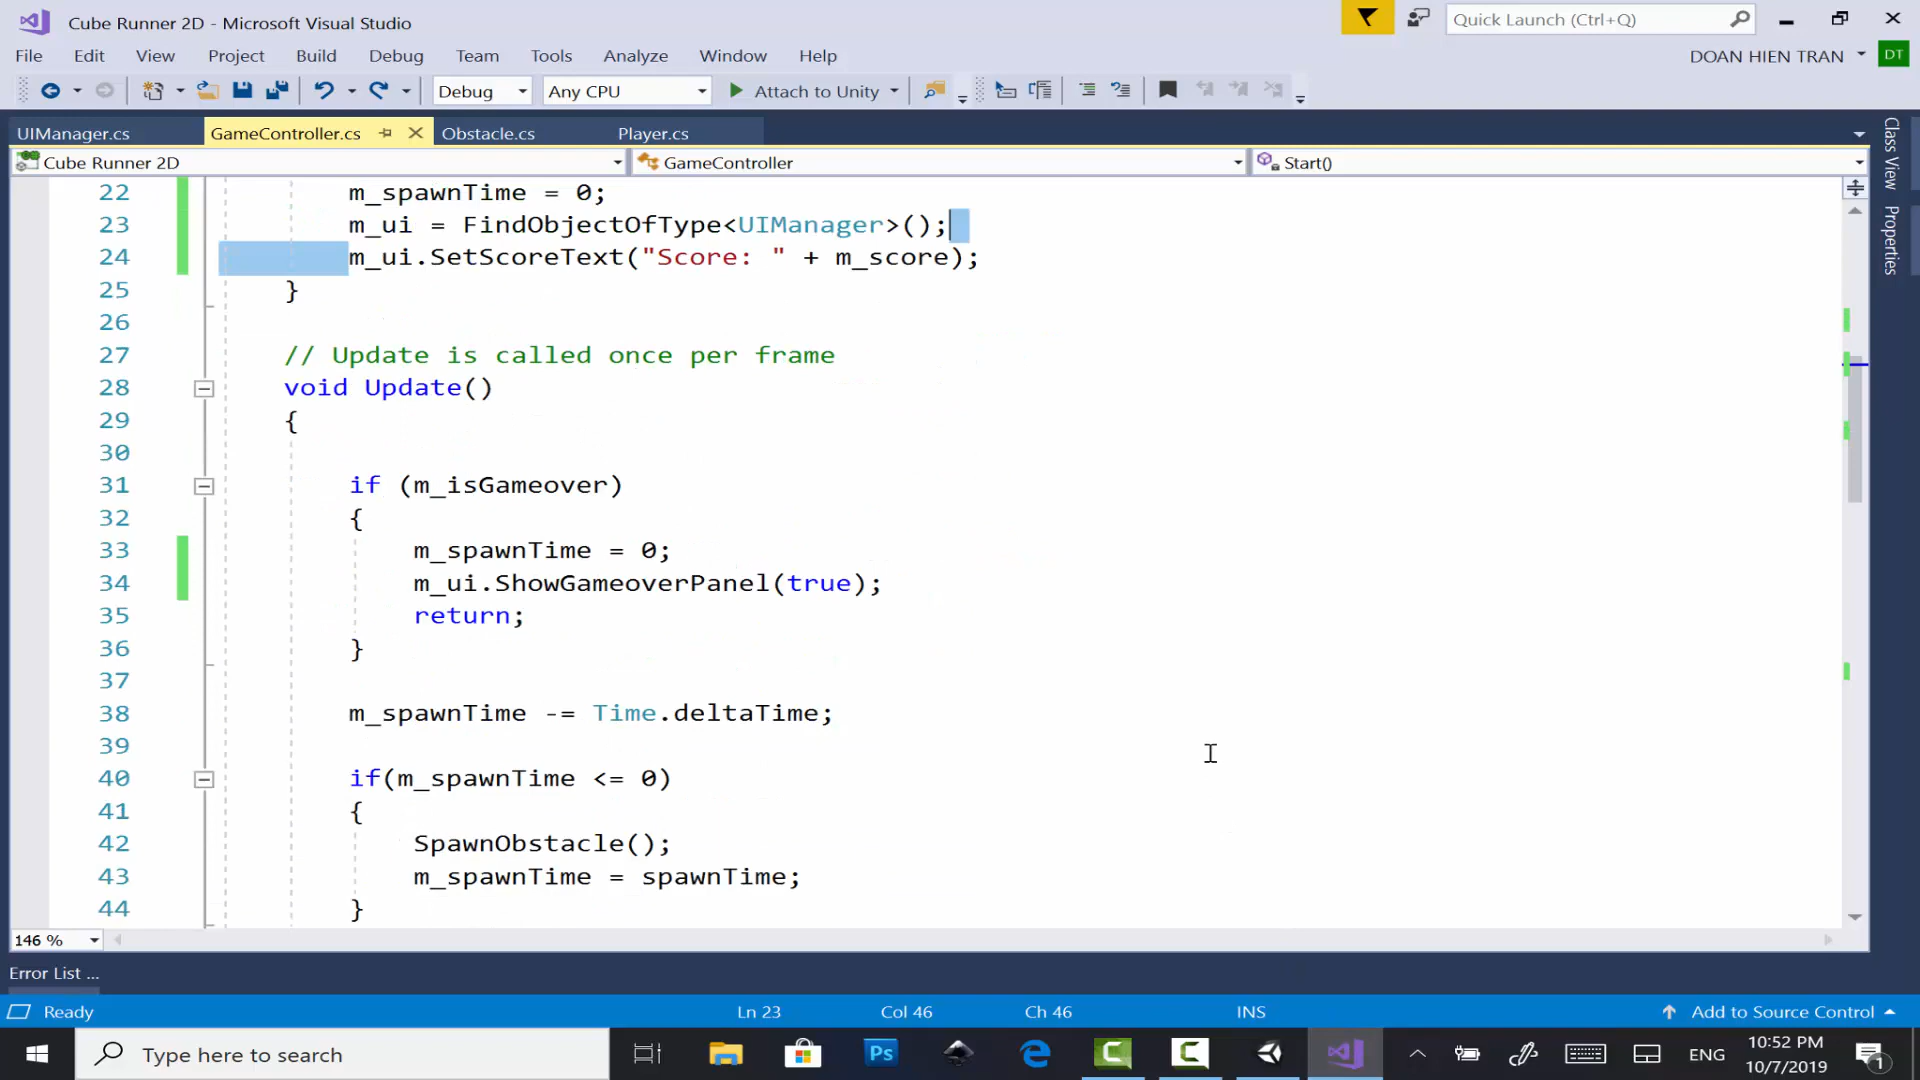 Cube Runner 2D - Microsoft Visual Studio
Quick Launch (Ctrl+Q)
File Edit View Project Build Debug Team Tools Analyze Window Help
DOAN HIEN TRAN
DT
Debug
Any CPU
Attach to Unity
UIManager.cs
GameController.cs
Obstacle.cs
Player.cs
Class View
Properties
Cube Runner 2D
GameController
Start()
22 m_spawnTime = 0;
23 m_ui = FindObjectOfType<UIManager>();
24 m_ui.SetScoreText("Score: " + m_score);
25 }
26
27 // Update is called once per frame
28 void Update()
29 {
30
31 if (m_isGameover)
32 {
33 m_spawnTime = 0;
34 m_ui.ShowGameoverPanel(true);
35 return;
36 }
37
38 m_spawnTime -= Time.deltaTime;
39
40 if(m_spawnTime <= 0)
41 {
42 SpawnObstacle();
43 m_spawnTime = spawnTime;
44 }
146 %
Error List ...
Ready
Ln 23
Col 46
Ch 46
INS
Add to Source Control
Type here to search
Ps
ENG
10:52 PM
10/7/2019
1